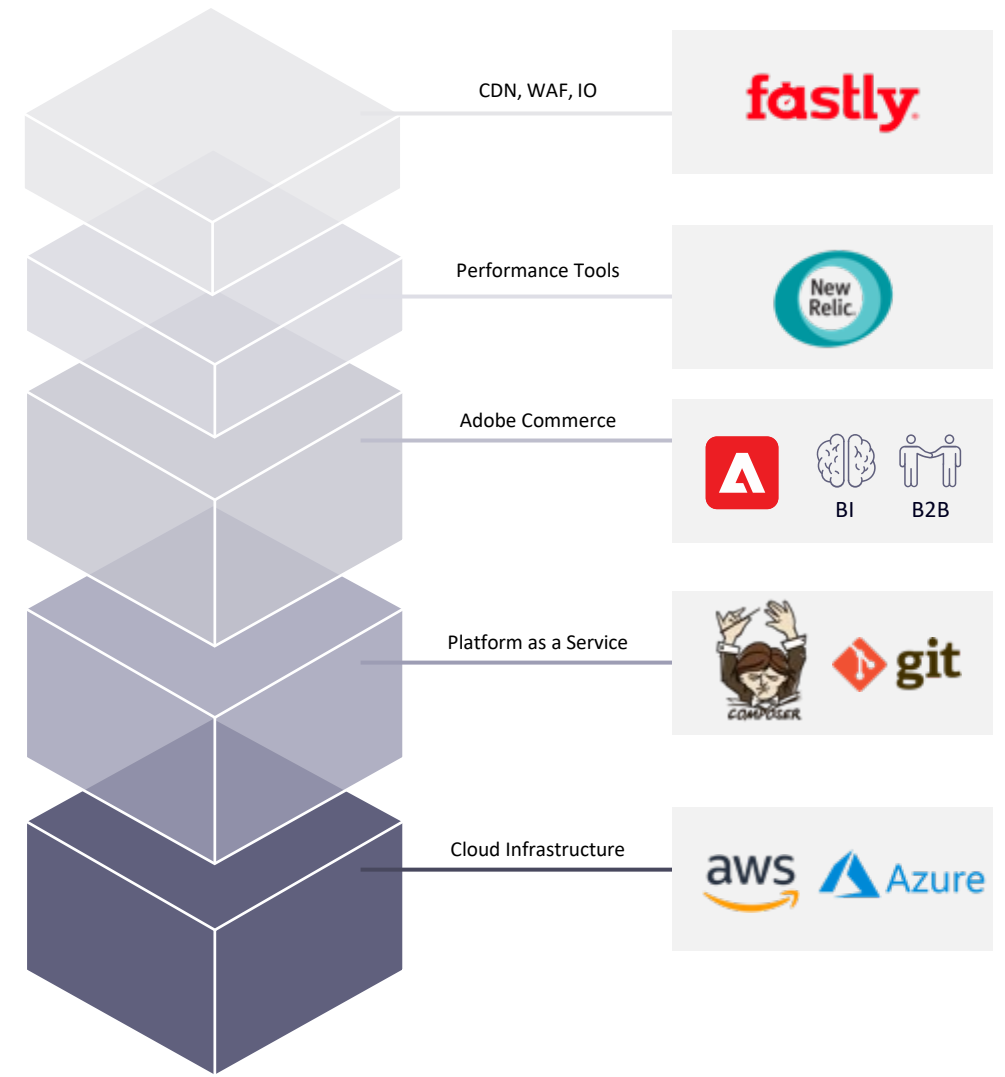 CDN, WAF, IO
fastly
Performance Tools
New
Relic.
Adobe Commerce
BI
B2B
Platform as a Service
COMPOSER
git
Cloud Infrastructure
aws
Azure